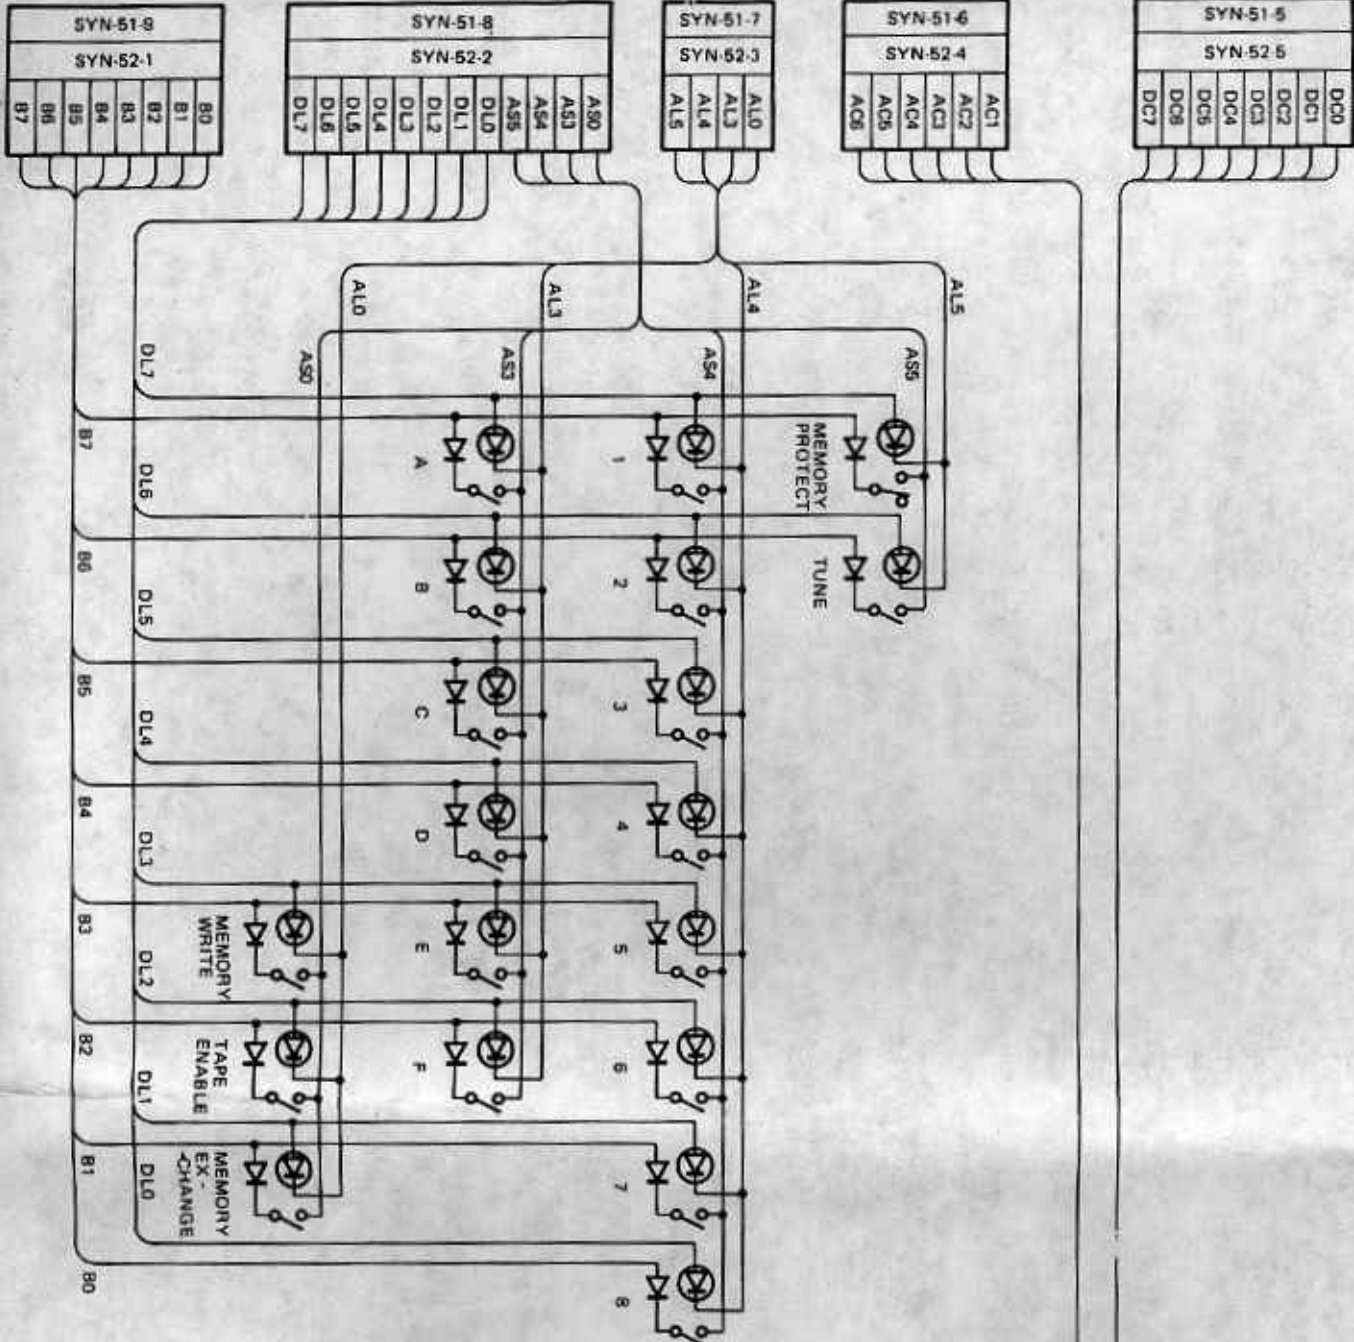 SYN-51-9
SYN-52-1
B7 B6 B5 B4 B3 B2 B1 B0
SYN-51-8
SYN-52-2
DL7 DL6 DL5 DL4 DL3 DL2 DL1 DL0 AS5 AS4 AS3 AS0
SYN-51-7
SYN-52-3
AL5 AL4 AL3 AL0
SYN-51-6
SYN-52-4
AC6 AC5 AC4 AC3 AC2 AC1
SYN-51-5
SYN-52-5
DC7 DC6 DC5 DC4 DC3 DC2 DC1 DC0
AL0
AL3
AL4
AL5
AS0
AS3
AS4
AS5
DL7
B7
A
1
MEMORY
PROTECT
DL6
B6
B
2
TUNE
DL5
B5
C
3
DL4
B4
D
4
DL3
B3
MEMORY
WRITE
E
5
DL2
B2
TAPE
ENABLE
F
6
DL1
B1
MEMORY
EX-
-CHANGE
7
DL0
B0
8